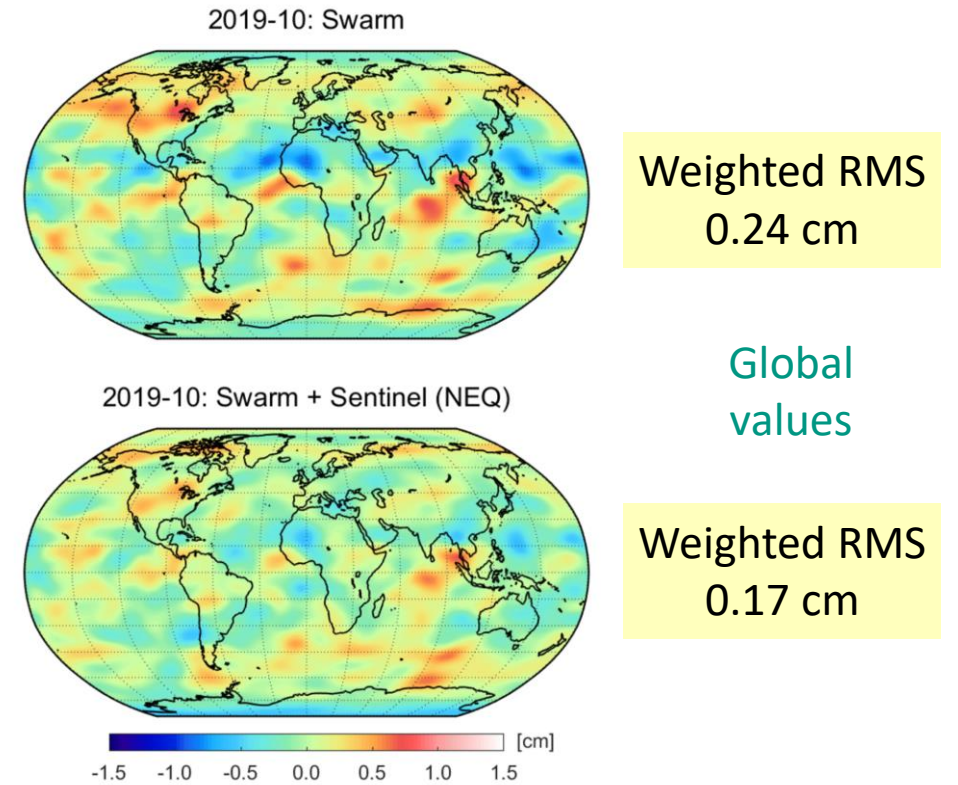 2019-10: Swarm
Weighted RMS
0.24 cm
Global
values
2019-10: Swarm + Sentinel (NEQ)
Weighted RMS
0.17 cm
[cm]
-1.5 -1.0 -0.5 0.0 0.5 1.0 1.5